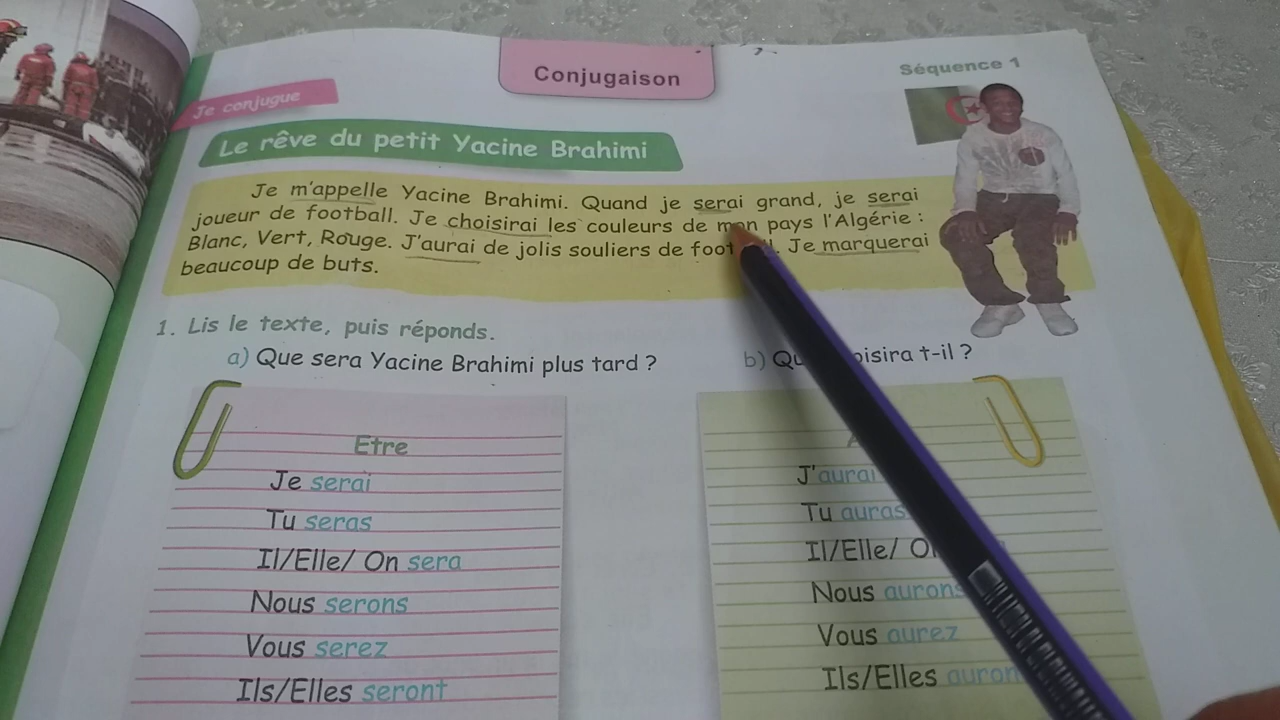 Conjugaison
Séquence 1
Je conjugue
Le rêve du petit Yacine Brahimi
Je m'appelle Yacine Brahimi. Quand je serai grand, je serai
joueur de football. Je choisirai les couleurs de mon pays l'Algérie :
Blanc, Vert, Rouge. J'aurai de jolis souliers de . Je marquerai
beaucoup de buts.
1. Lis le texte, puis réponds.
a) Que sera Yacine Brahimi plus tard ?
b) t-il ?
Etre
Je serai
Tu seras
Il/Elle/ On sera
Nous serons
Vous serez
Ils/Elles seront
J'aurai
Tu auras
Il/Elle/
Nous aurons
Vous aurez
Ils/Elles